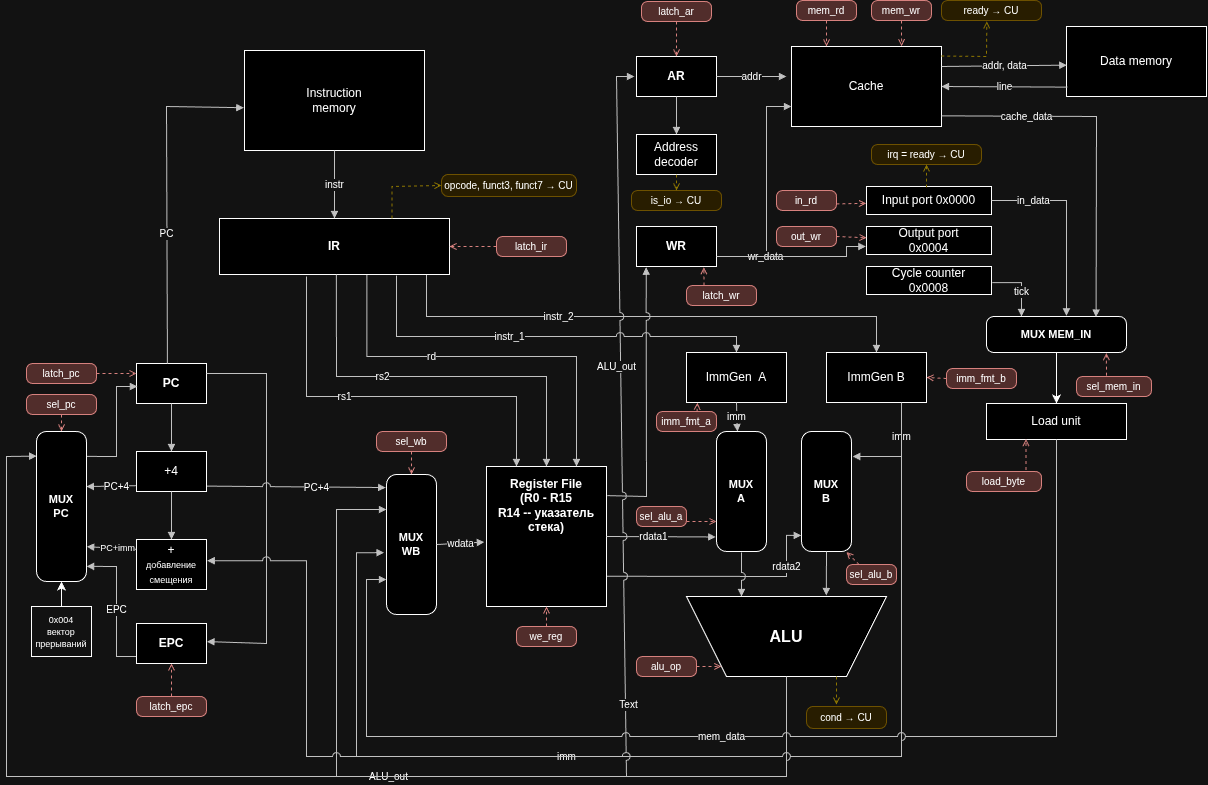 latch_ar
mem_rd
mem_wr
ready → CU
Instruction
memory
AR
addr
Cache
addr, data
line
Data memory
cache_data
Address
decoder
is_io → CU
irq = ready → CU
instr
opcode, funct3, funct7 → CU
in_rd
Input port 0x0000
in_data
IR
latch_ir
WR
out_wr
Output port
0x0004
wr_data
latch_wr
Cycle counter
0x0008
tick
PC
instr_2
instr_1
MUX MEM_IN
rd
rs2
rs1
ALU_out
ImmGen A
ImmGen B
imm_fmt_b
sel_mem_in
latch_pc
PC
sel_pc
imm_fmt_a
imm
imm
Load unit
sel_wb
+4
MUX
PC
PC+4
PC+4
MUX
WB
wdata
Register File
(R0 - R15
R14 -- указатель
стека)
MUX
A
MUX
B
load_byte
sel_alu_a
rdata1
rdata2
sel_alu_b
PC+imm
+
добавление
смещения
0x004
вектор
прерываний
EPC
EPC
we_reg
ALU
alu_op
latch_epc
Text
cond → CU
mem_data
imm
ALU_out